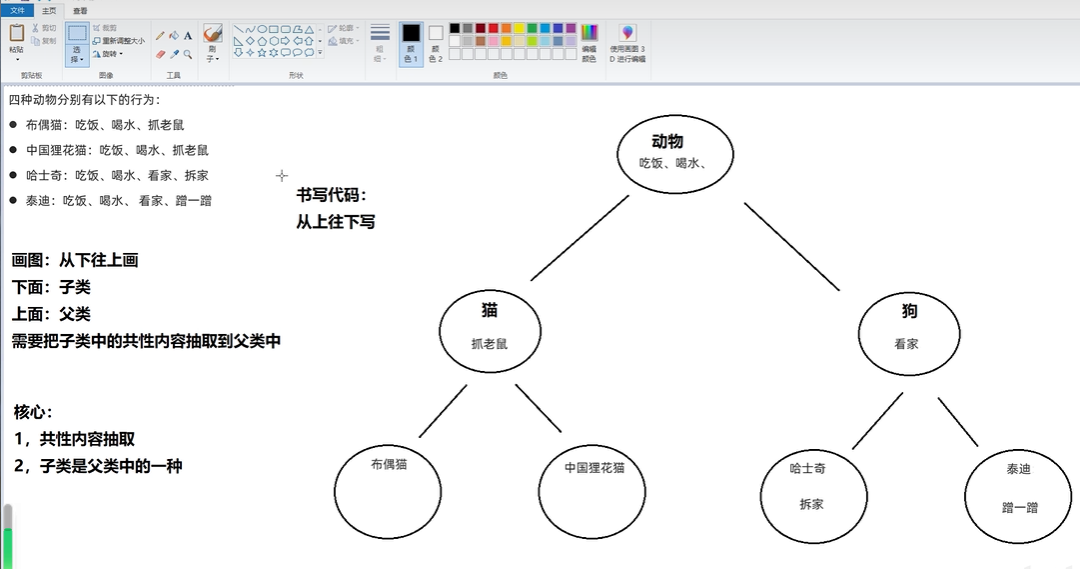 文件 主页 查看
粘贴
剪切
复制
剪贴板
选择
裁剪
重新调整大小
旋转
图像
A
工具
刷子
轮廓
填充
形状
粗细
颜色 1
颜色 2
颜色
编辑颜色
使用画图 3D 进行编辑
四种动物分别有以下的行为：
● 布偶猫：吃饭、喝水、抓老鼠
● 中国狸花猫：吃饭、喝水、抓老鼠
● 哈士奇：吃饭、喝水、看家、拆家
● 泰迪：吃饭、喝水、 看家、蹭一蹭
书写代码：
从上往下写
画图：从下往上画
下面：子类
上面：父类
需要把子类中的共性内容抽取到父类中
核心：
1，共性内容抽取
2，子类是父类中的一种
动物
吃饭、喝水、
猫
抓老鼠
狗
看家
布偶猫
中国狸花猫
哈士奇
拆家
泰迪
蹭一蹭